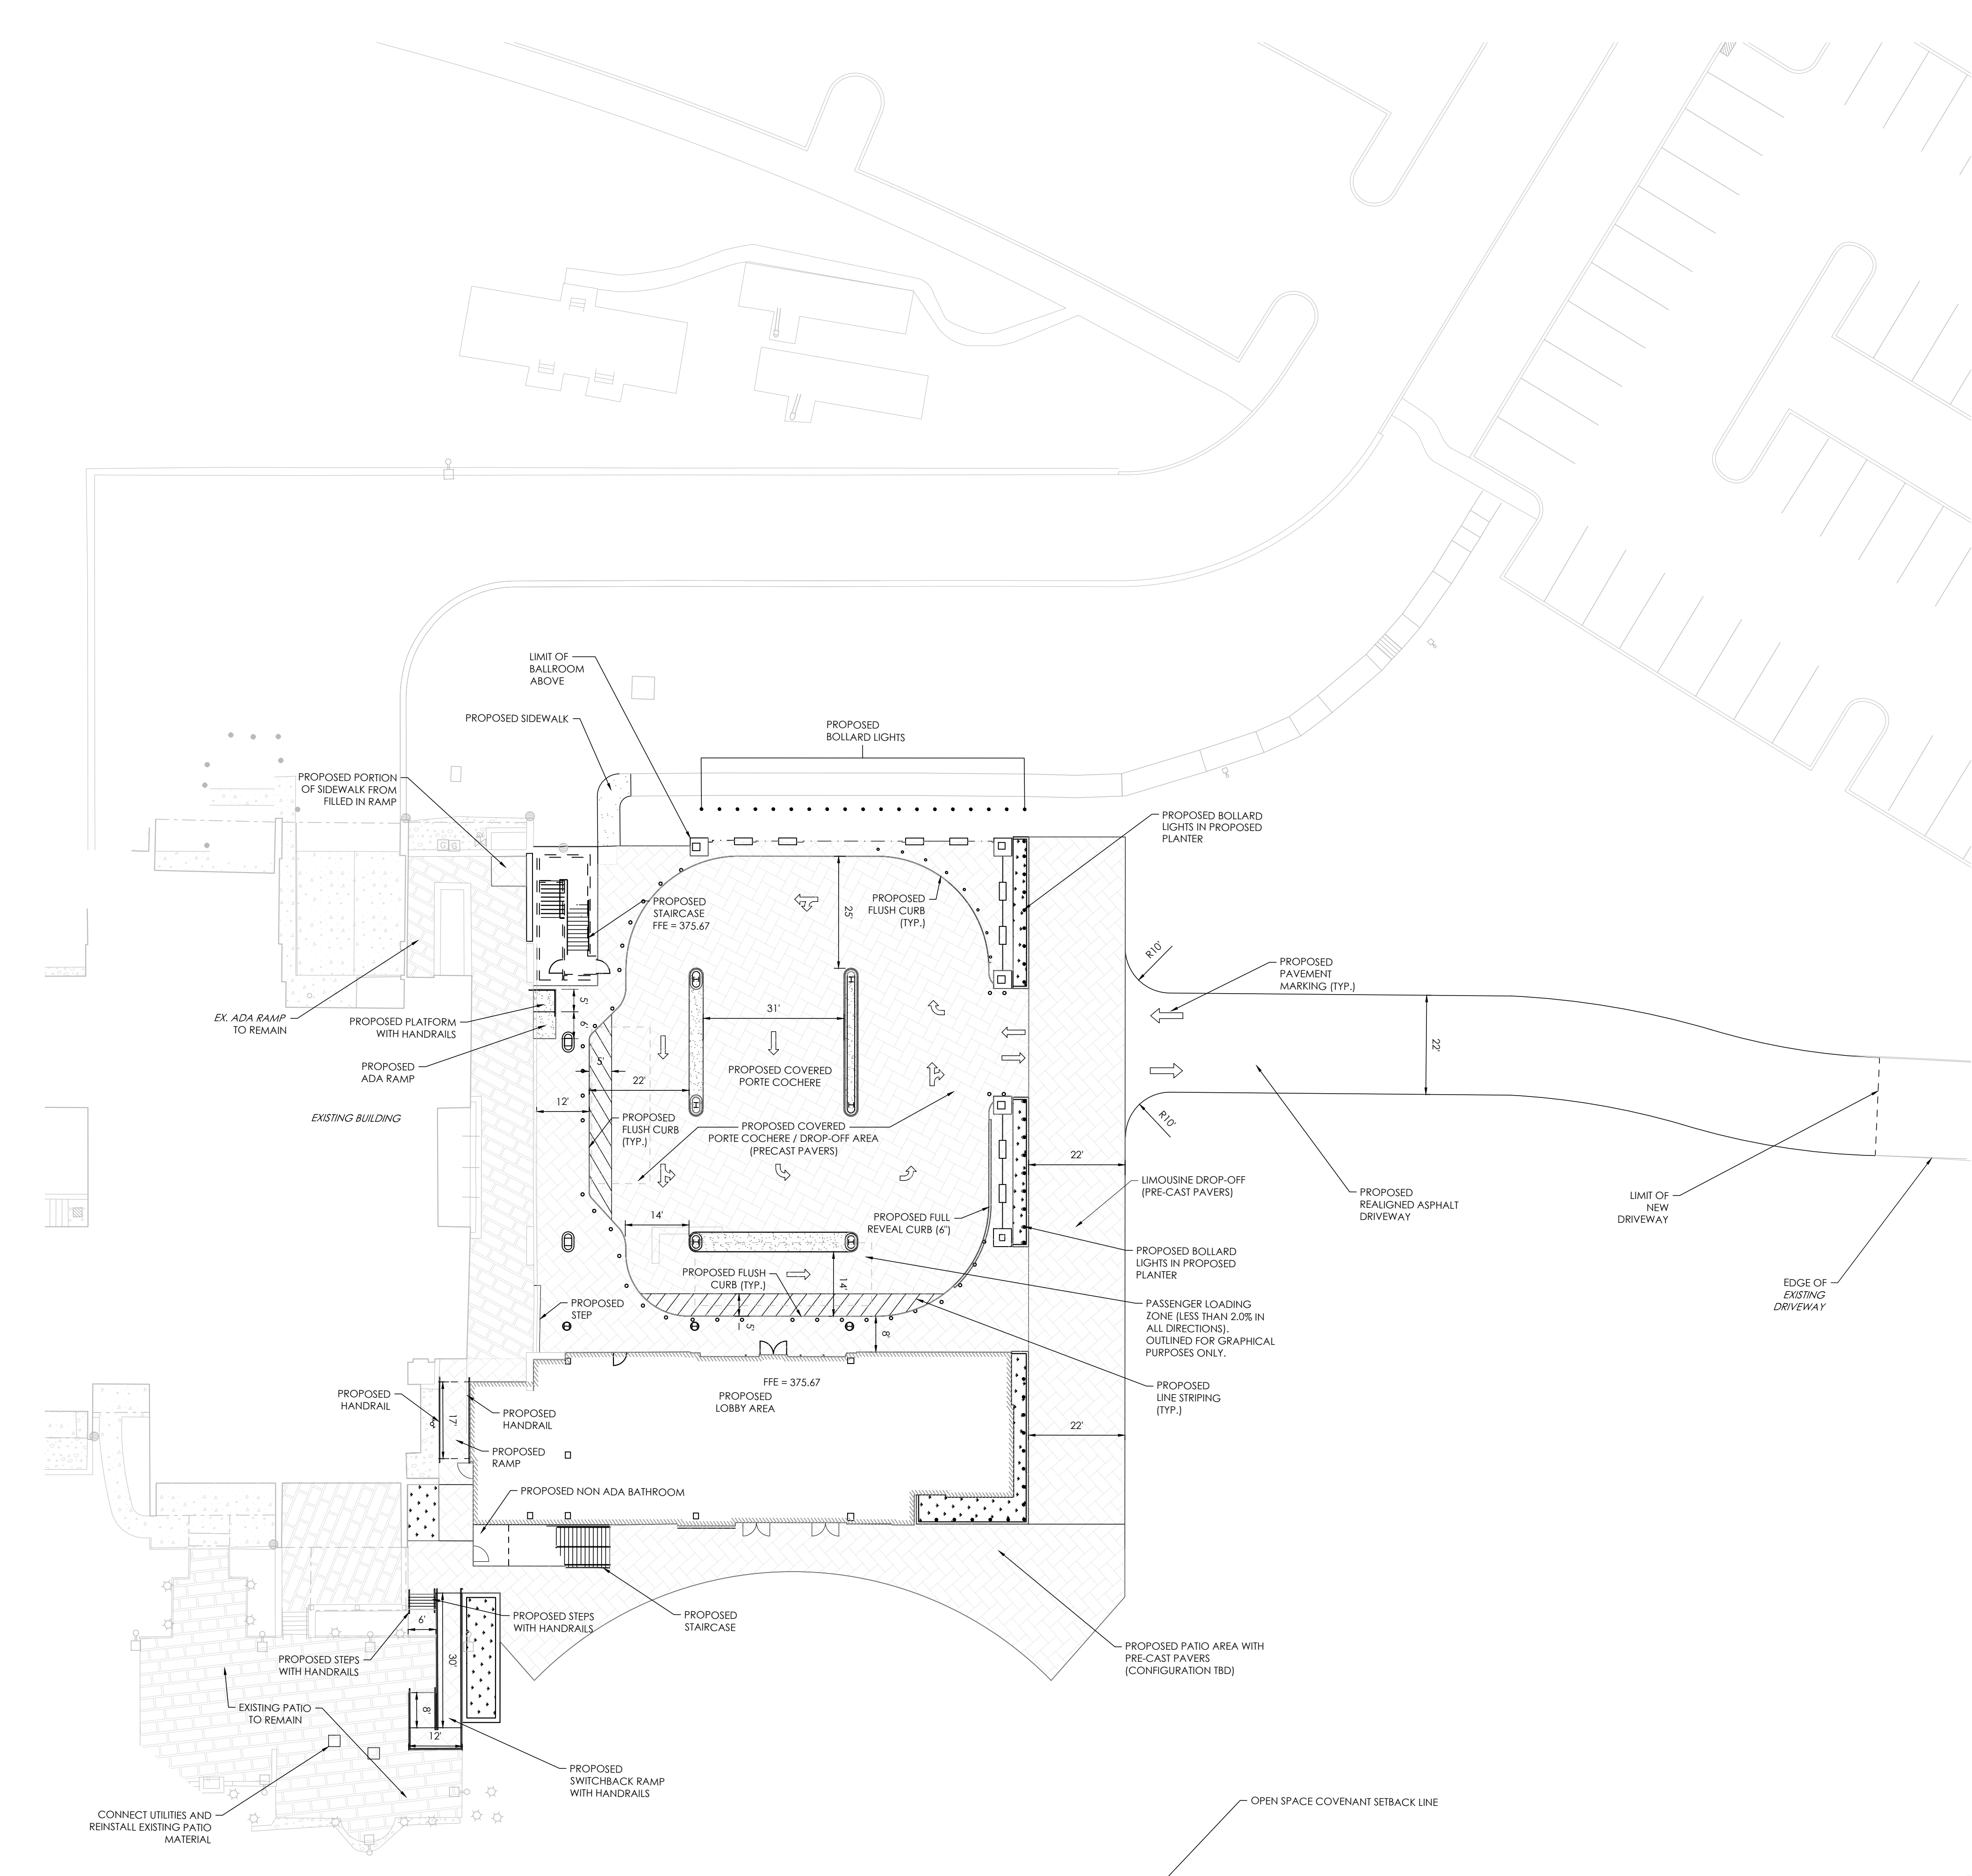 LIMIT OF
BALLROOM
ABOVE
PROPOSED SIDEWALK
PROPOSED
BOLLARD LIGHTS
PROPOSED PORTION
OF SIDEWALK FROM
FILLED IN RAMP
PROPOSED BOLLARD
LIGHTS IN PROPOSED
PLANTER
G G
PROPOSED
STAIRCASE
FFE = 375.67
25'
PROPOSED
FLUSH CURB
(TYP.)
R10'
PROPOSED
PAVEMENT
MARKING (TYP.)
EX. ADA RAMP
TO REMAIN
PROPOSED PLATFORM
WITH HANDRAILS
5'
6'
31'
22'
PROPOSED
ADA RAMP
5'
22'
12'
PROPOSED COVERED
PORTE COCHERE
EXISTING BUILDING
PROPOSED
FLUSH CURB
(TYP.)
PROPOSED COVERED
PORTE COCHERE / DROP-OFF AREA
(PRECAST PAVERS)
R10'
22'
LIMOUSINE DROP-OFF
(PRE-CAST PAVERS)
PROPOSED
REALIGNED ASPHALT
DRIVEWAY
LIMIT OF
NEW
DRIVEWAY
14'
PROPOSED FULL
REVEAL CURB (6")
PROPOSED BOLLARD
LIGHTS IN PROPOSED
PLANTER
EDGE OF
EXISTING
DRIVEWAY
PROPOSED FLUSH
CURB (TYP.)
14'
PROPOSED
STEP
5'
8'
PASSENGER LOADING
ZONE (LESS THAN 2.0% IN
ALL DIRECTIONS).
OUTLINED FOR GRAPHICAL
PURPOSES ONLY.
FFE = 375.67
PROPOSED
LOBBY AREA
PROPOSED
LINE STRIPING
(TYP.)
PROPOSED
HANDRAIL
17'
PROPOSED
HANDRAIL
22'
PROPOSED
RAMP
PROPOSED NON ADA BATHROOM
6'
PROPOSED STEPS
WITH HANDRAILS
PROPOSED
STAIRCASE
PROPOSED STEPS
WITH HANDRAILS
30'
PROPOSED PATIO AREA WITH
PRE-CAST PAVERS
(CONFIGURATION TBD)
EXISTING PATIO
TO REMAIN
8'
12'
PROPOSED
SWITCHBACK RAMP
WITH HANDRAILS
CONNECT UTILITIES AND
REINSTALL EXISTING PATIO
MATERIAL
OPEN SPACE COVENANT SETBACK LINE